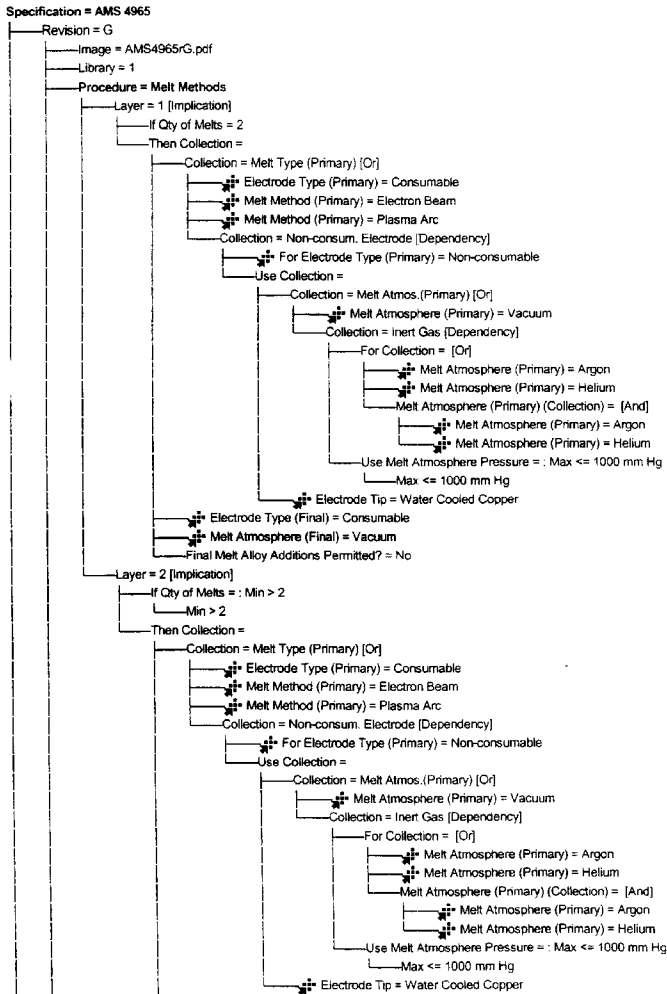 Specification = AMS 4965
Revision = G
Image = AMS4965rG.pdf
Library = 1
Procedure = Melt Methods
Layer = 1 [Implication]
If Qty of Melts = 2
Then Collection =
Collection = Melt Type (Primary) [Or]
Electrode Type (Primary) = Consumable
Melt Method (Primary) = Electron Beam
Melt Method (Primary) = Plasma Arc
Collection = Non-consum. Electrode [Dependency]
For Electrode Type (Primary) = Non-consumable
Use Collection =
Collection = Melt Atmos.(Primary) [Or]
Melt Atmosphere (Primary) = Vacuum
Collection = Inert Gas [Dependency]
For Collection = [Or]
Melt Atmosphere (Primary) = Argon
Melt Atmosphere (Primary) = Helium
Melt Atmosphere (Primary) (Collection) = [And]
Melt Atmosphere (Primary) = Argon
Melt Atmosphere (Primary) = Helium
Use Melt Atmosphere Pressure = : Max <= 1000 mm Hg
Max <= 1000 mm Hg
Electrode Tip = Water Cooled Copper
Electrode Type (Final) = Consumable
Melt Atmosphere (Final) = Vacuum
Final Melt Alloy Additions Permitted? = No
Layer = 2 [Implication]
If Qty of Melts = : Min > 2
Min > 2
Then Collection =
Collection = Melt Type (Primary) [Or]
Electrode Type (Primary) = Consumable
Melt Method (Primary) = Electron Beam
Melt Method (Primary) = Plasma Arc
Collection = Non-consum. Electrode [Dependency]
For Electrode Type (Primary) = Non-consumable
Use Collection =
Collection = Melt Atmos.(Primary) [Or]
Melt Atmosphere (Primary) = Vacuum
Collection = Inert Gas [Dependency]
For Collection = [Or]
Melt Atmosphere (Primary) = Argon
Melt Atmosphere (Primary) = Helium
Melt Atmosphere (Primary) (Collection) = [And]
Melt Atmosphere (Primary) = Argon
Melt Atmosphere (Primary) = Helium
Use Melt Atmosphere Pressure = : Max <= 1000 mm Hg
Max <= 1000 mm Hg
Electrode Tip = Water Cooled Copper